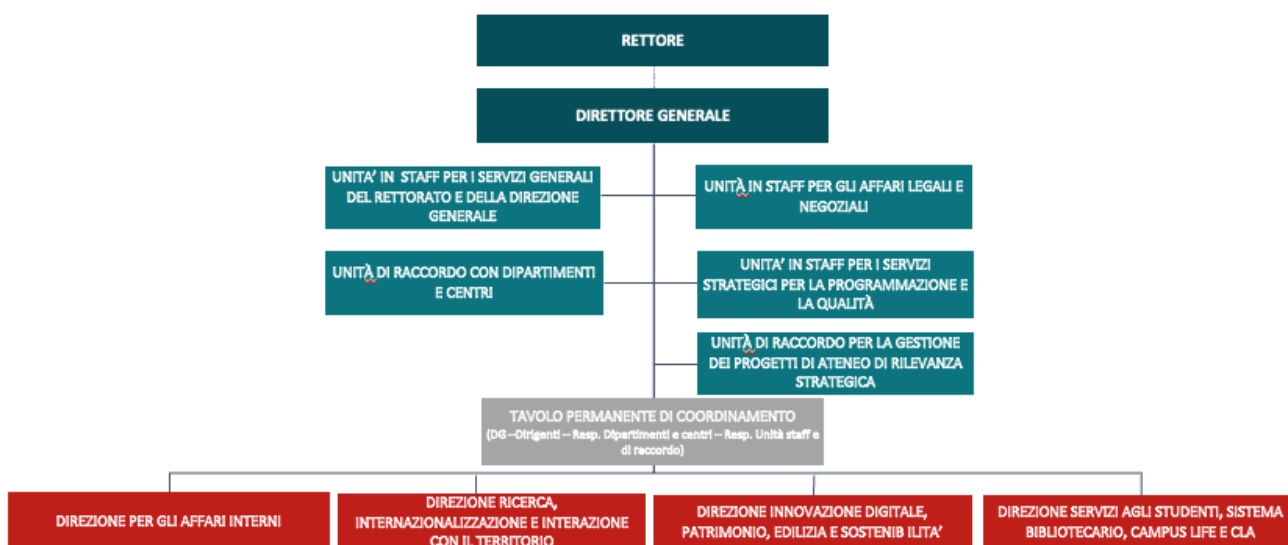 RETTORE
DIRETTORE GENERALE
UNITA’ IN STAFF PER I SERVIZI GENERALI
DEL RETTORATO E DELLA DIREZIONE
GENERALE
UNITÀ IN STAFF PER GLI AFFARI LEGALI E
NEGOZIALI
UNITÀ DI RACCORDO CON DIPARTIMENTI
E CENTRI
UNITA’ IN STAFF PER I SERVIZI
STRATEGICI PER LA PROGRAMMAZIONE E
LA QUALITÀ
UNITÀ DI RACCORDO PER LA GESTIONE
DEI PROGETTI DI ATENEO DI RILEVANZA
STRATEGICA
TAVOLO PERMANENTE DI COORDINAMENTO
(DG –Dirigenti – Resp. Dipartimenti e centri – Resp. Unità staff e
di raccordo)
DIREZIONE PER GLI AFFARI INTERNI
DIREZIONE RICERCA,
INTERNAZIONALIZZAZIONE E INTERAZIONE
CON IL TERRITORIO
DIREZIONE INNOVAZIONE DIGITALE,
PATRIMONIO, EDILIZIA E SOSTENIB ILITA’
DIREZIONE SERVIZI AGLI STUDENTI, SISTEMA
BIBLIOTECARIO, CAMPUS LIFE E CLA